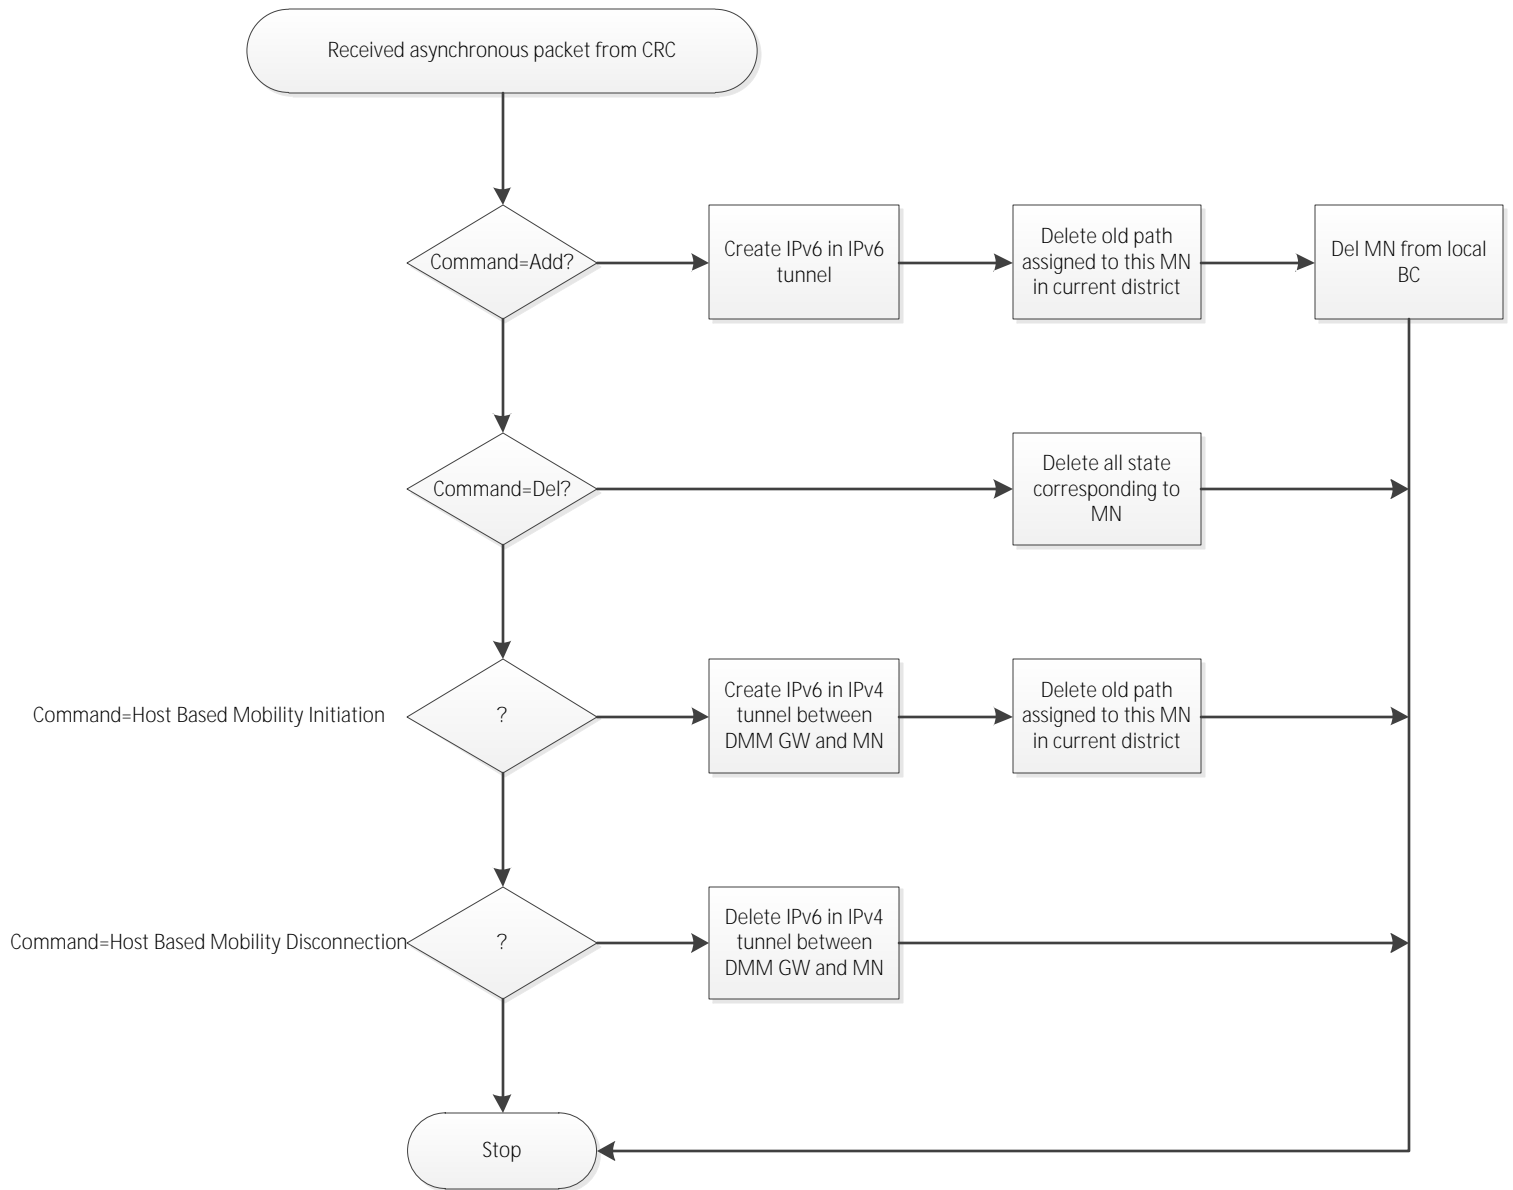 Received asynchronous packet from CRC
Command=Add?
Create IPv6 in IPv6
tunnel
Delete old path
assigned to this MN
in current district
Del MN from local
BC
Command=Del?
Delete all state
corresponding to
MN
Command=Host Based Mobility Initiation
?
Create IPv6 in IPv4
tunnel between
DMM GW and MN
Delete old path
assigned to this MN
in current district
Command=Host Based Mobility Disconnection
?
Delete IPv6 in IPv4
tunnel between
DMM GW and MN
Stop